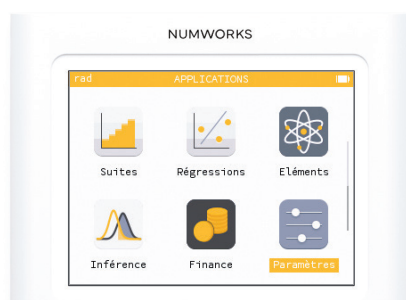 NUMWORKS
rad APPLICATIONS
Suites Régressions Eléments
Inférence Finance Paramètres